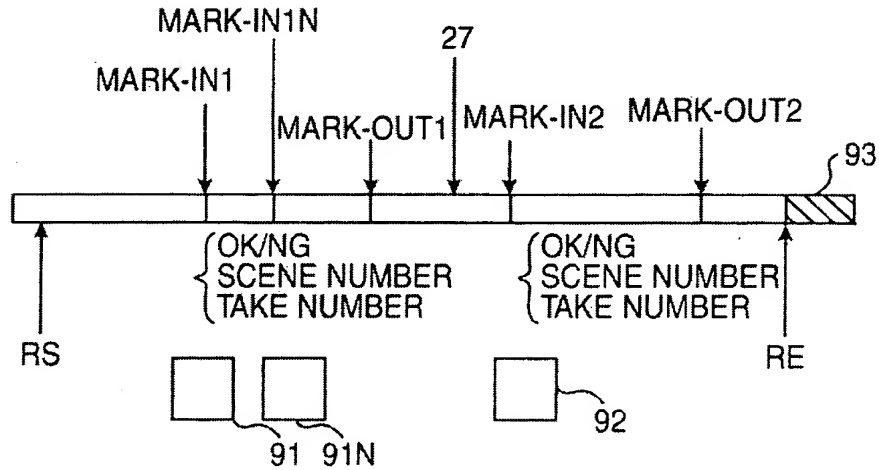 MARK-IN1N
27
MARK-IN1
MARK-OUT1
MARK-IN2
MARK-OUT2
93
OK/NG
SCENE NUMBER
TAKE NUMBER
OK/NG
SCENE NUMBER
TAKE NUMBER
RS
RE
91
91N
92